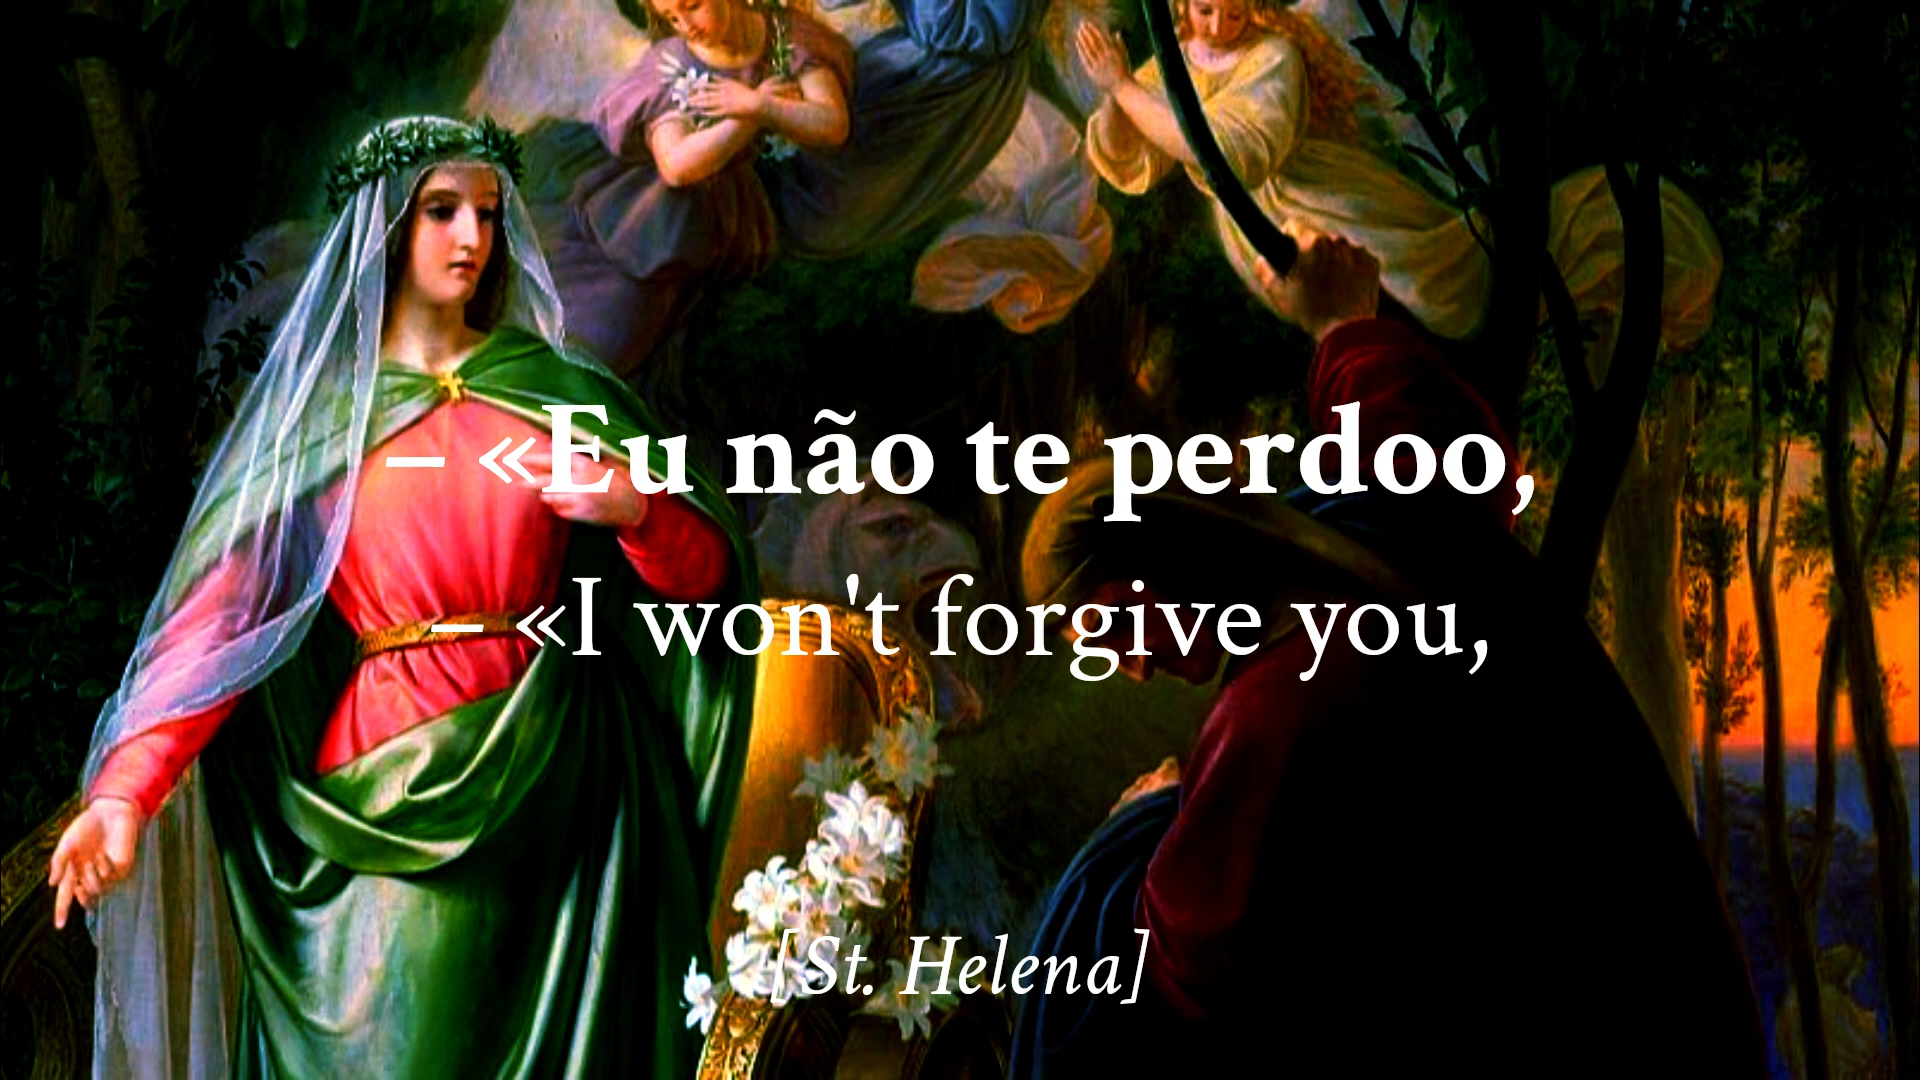 – «Eu não te perdoo,
– «I won't forgive you,
[St. Helena]